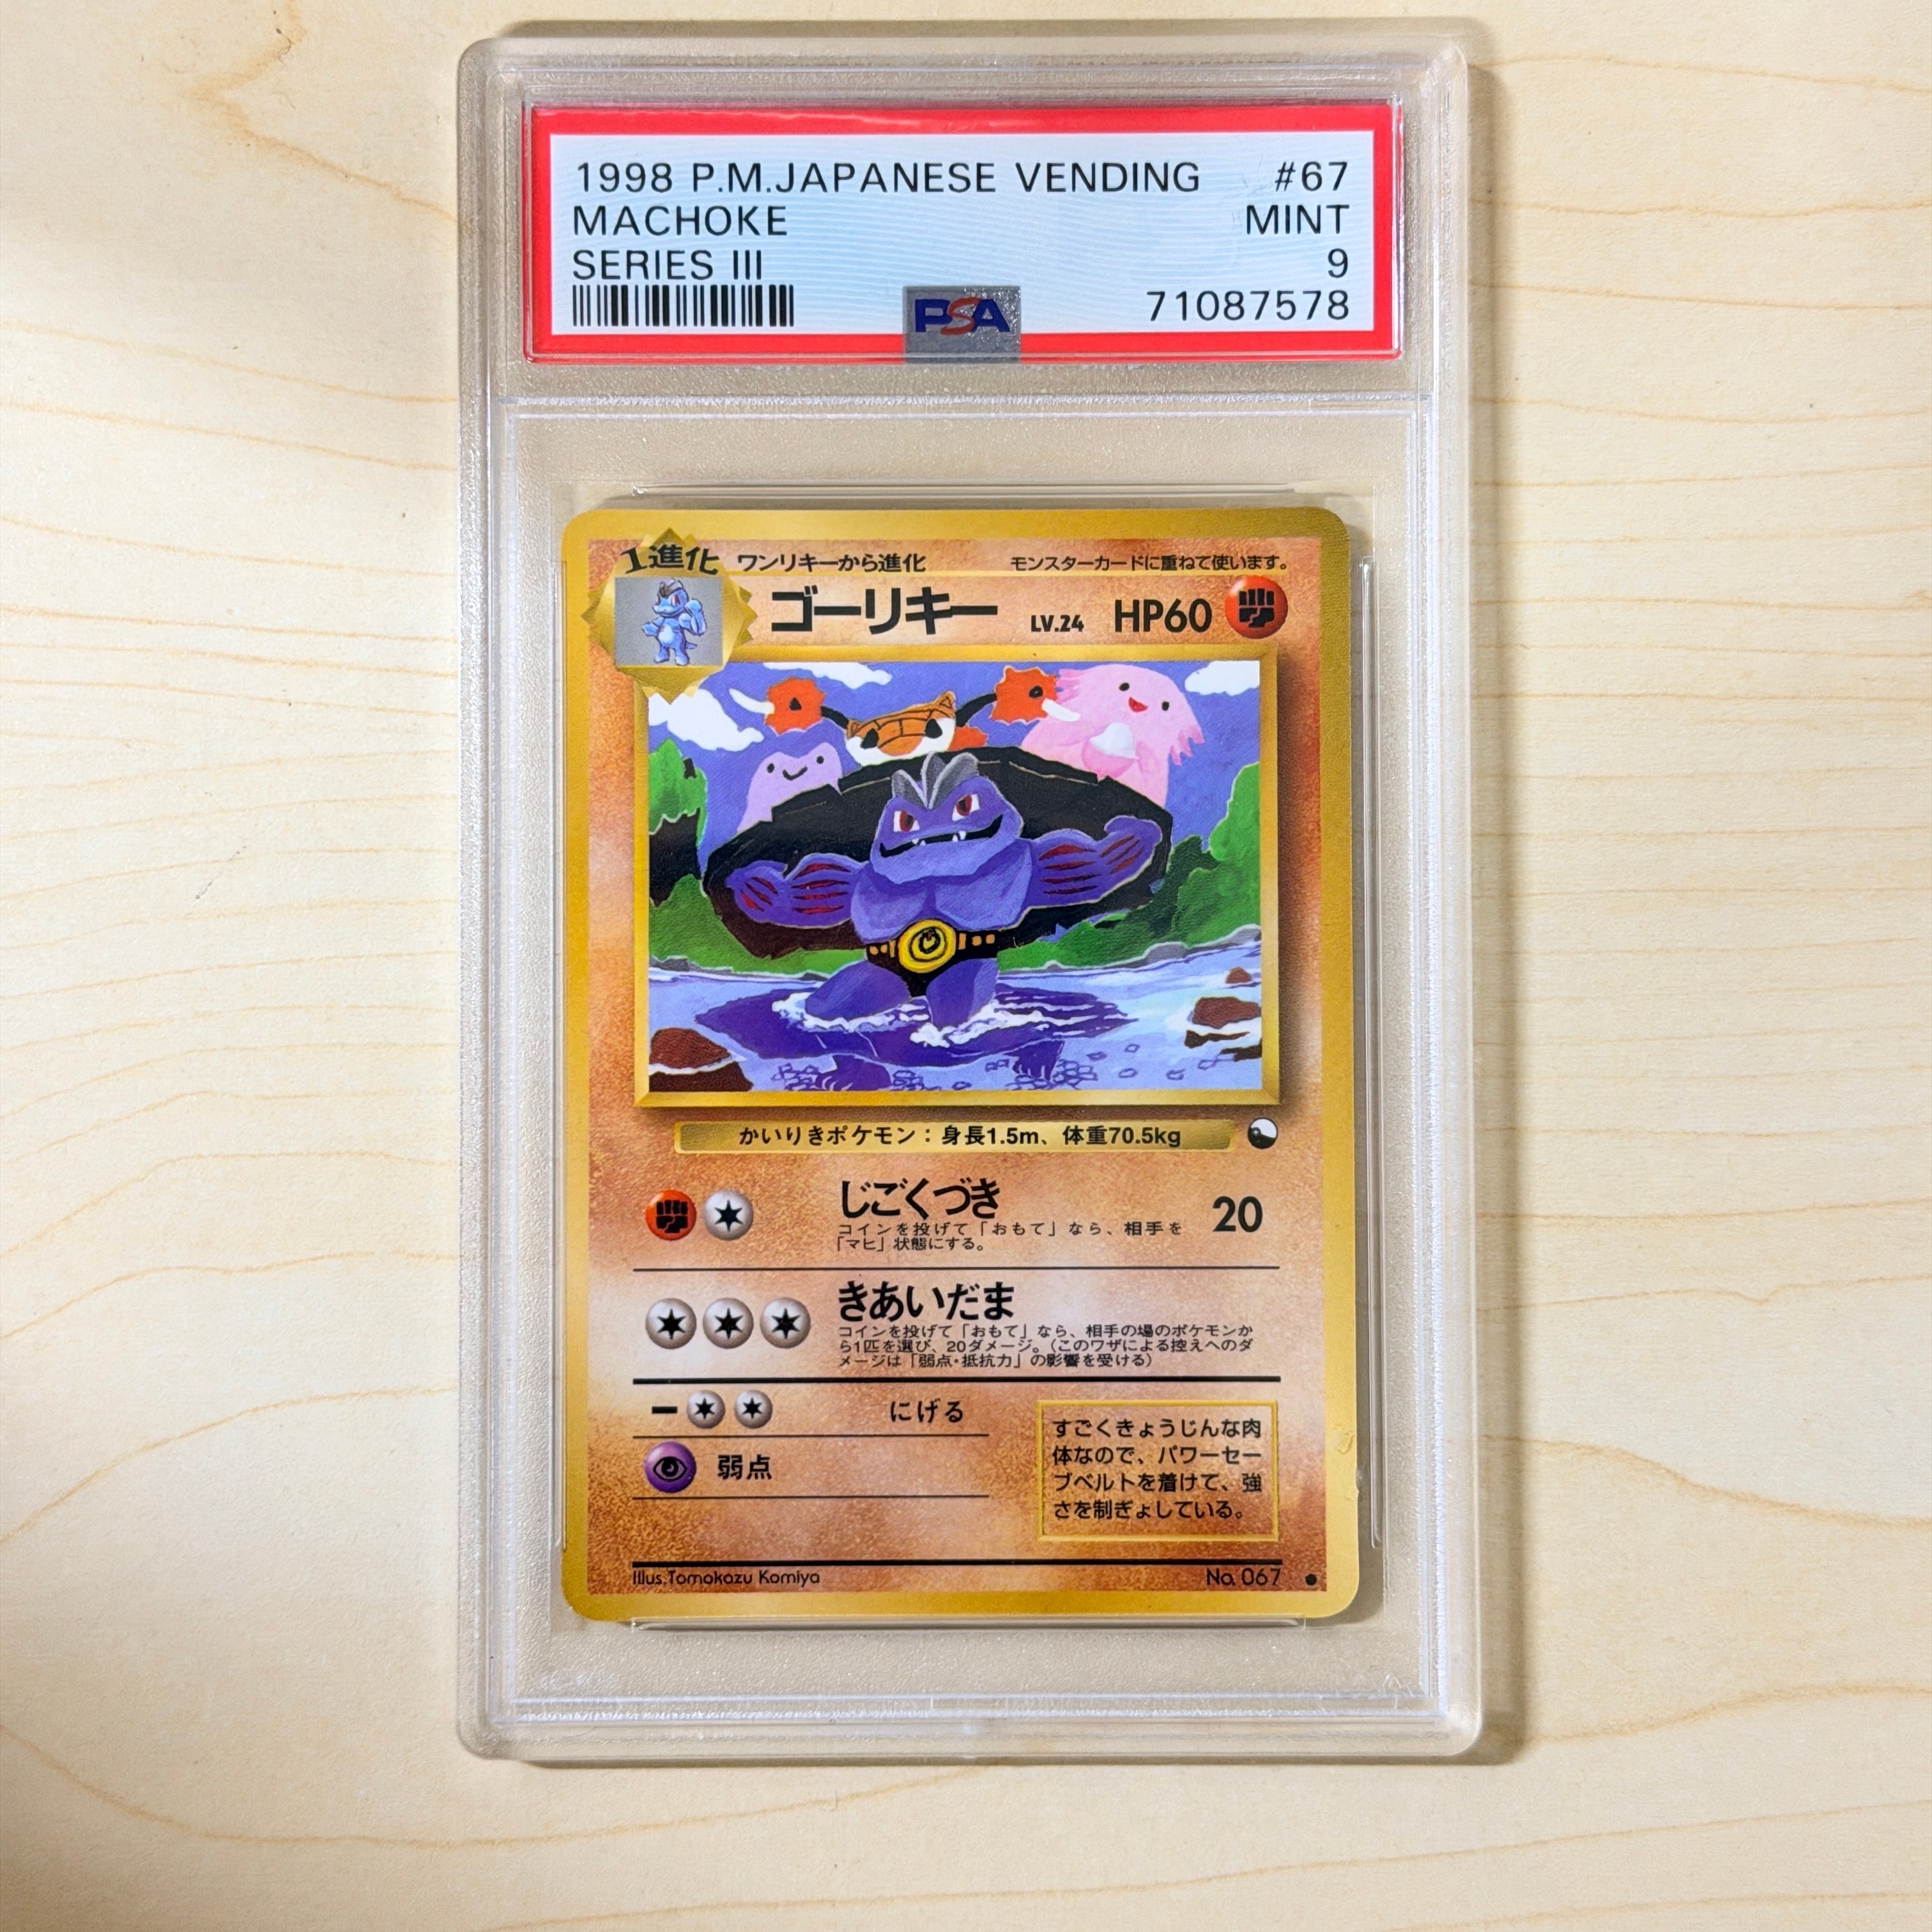 1998 P.M.JAPANESE VENDING #67
MACHOKE MINT
SERIES III 9
PSA 71087578
1進化 ワンリキーから進化 モンスターカードに重ねて使います。
ゴーリキー LV.24 HP60
かいりきポケモン：身長1.5m、体重70.5kg
じごくづき 20
コインを投げて「おもて」なら、相手を
「マヒ」状態にする。
きあいだま
コインを投げて「おもて」なら、相手の場のポケモンか
ら1匹を選び、20ダメージ。（このワザによる控えへのダ
メージは「弱点・抵抗力」の影響を受ける）
ー にげる
弱点
すごくきょうじんな肉
体なので、パワーセー
ブベルトを着けて、強
さを制ぎょしている。
Illus.Tomokazu Komiya No.067